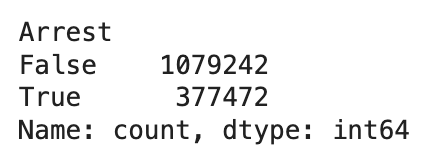 Arrest
False    1079242
True      377472
Name: count, dtype: int64